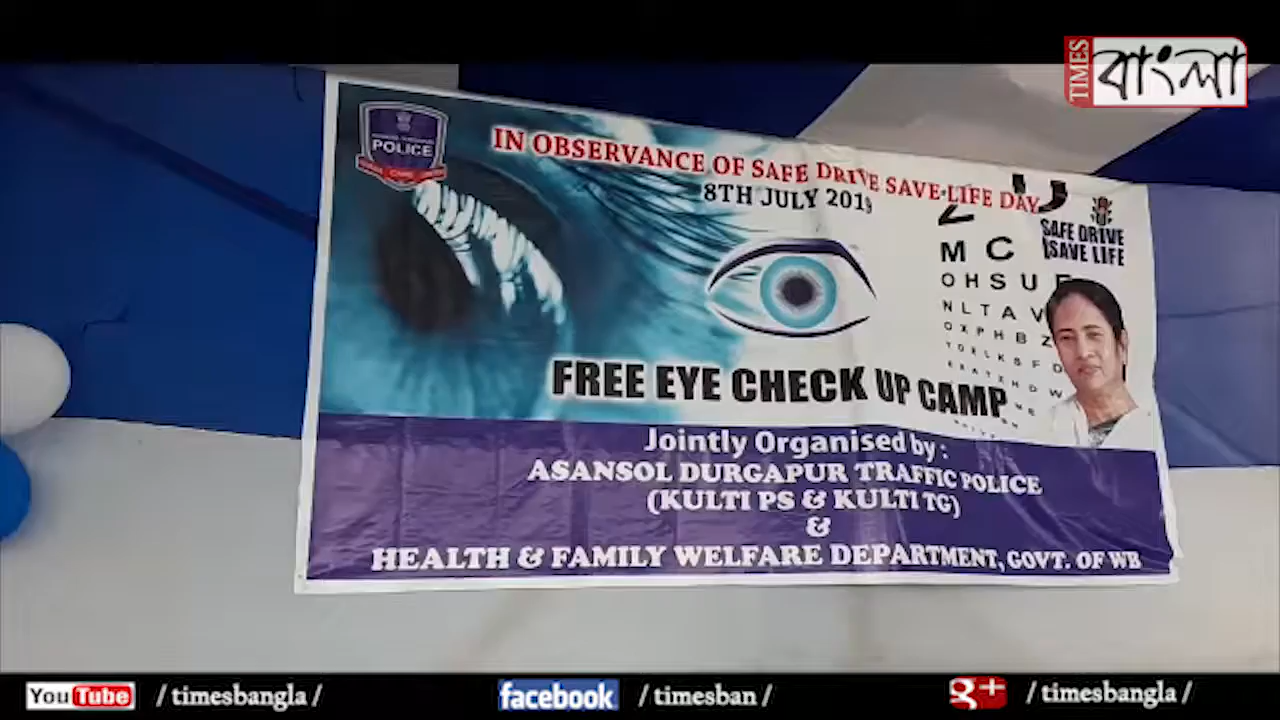 TIMES
বাংলা
POLICE
IN OBSERVANCE OF SAFE DRIVE SAVE LIFE DAY
8TH JULY 2019
SAFE DRIVE
SAVE LIFE
M C
O H S U E
N L T A V
O X P H B Z
FREE EYE CHECK UP CAMP
Jointly Organised by :
ASANSOL DURGAPUR TRAFFIC POLICE
(KULTI PS & KULTI TG)
&
HEALTH & FAMILY WELFARE DEPARTMENT, GOVT. OF WB
YouTube /timesbangla/ facebook /timesban/ g+ /timesbangla/